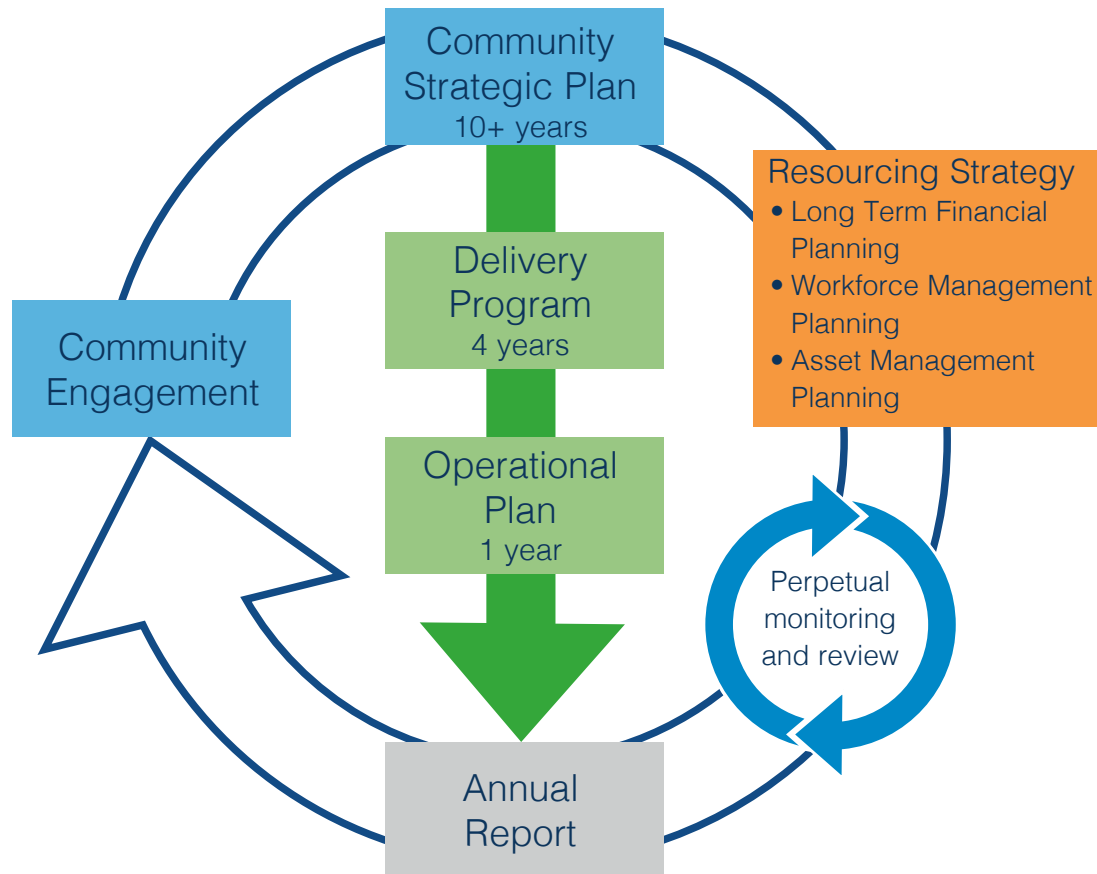 Community
Strategic Plan
10+ years
Resourcing Strategy
• Long Term Financial
Planning
• Workforce Management
Planning
• Asset Management
Planning
Delivery
Program
4 years
Community
Engagement
Operational
Plan
1 year
Perpetual
monitoring
and review
Annual
Report